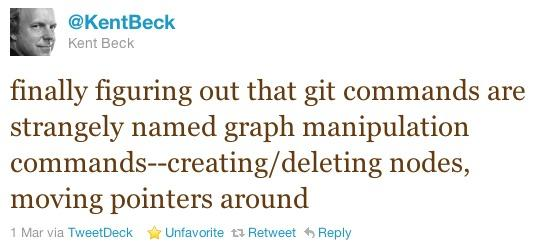 @KentBeck
Kent Beck
finally figuring out that git commands are
strangely named graph manipulation
commands--creating/deleting nodes,
moving pointers around
1 Mar via TweetDeck Unfavorite Retweet Reply